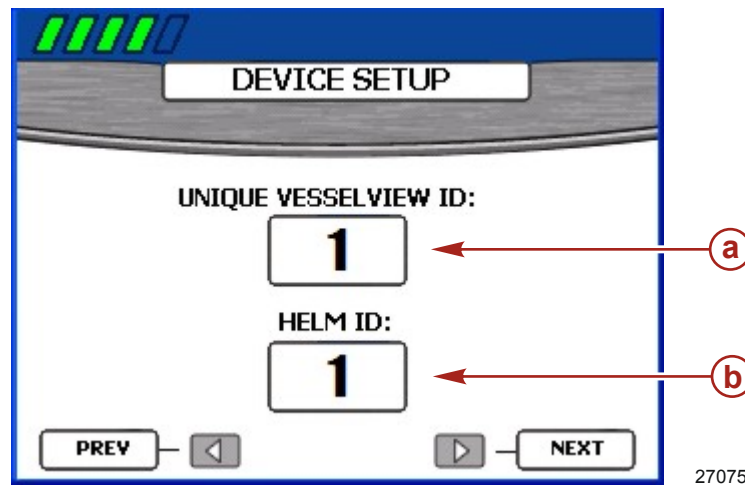 DEVICE SETUP
UNIQUE VESSELVIEW ID:
1
a
HELM ID:
1
b
PREV
NEXT
27075